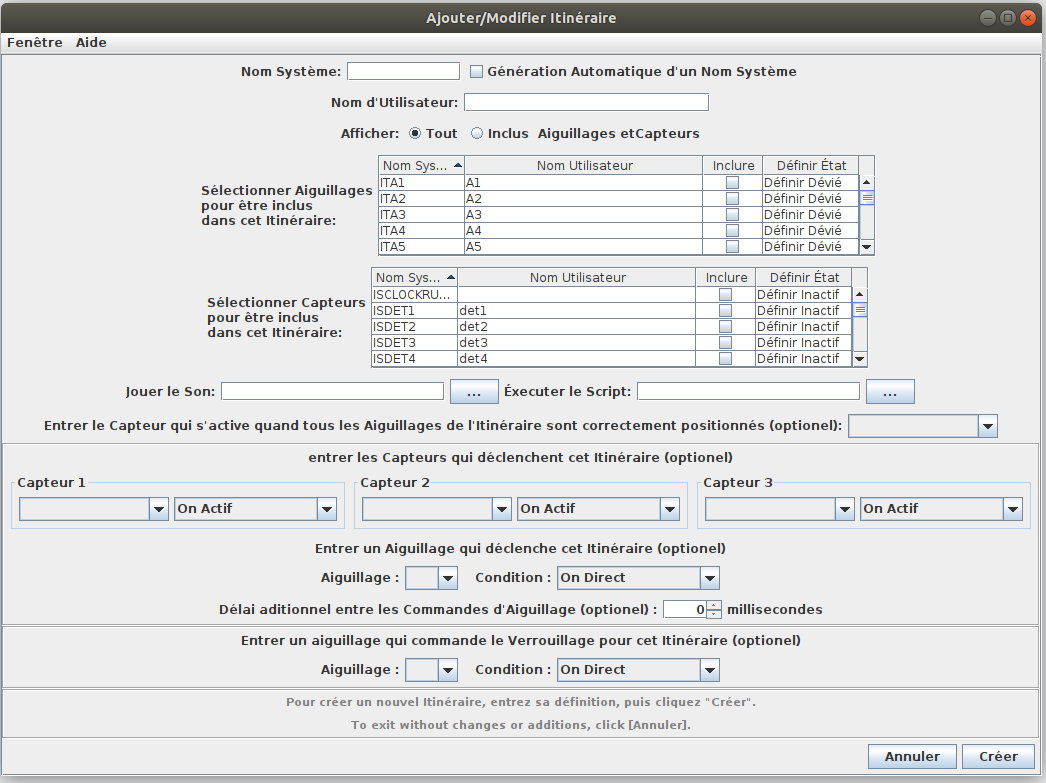 Ajouter/Modifier Itinéraire
Fenêtre Aide
Nom Système: Génération Automatique d'un Nom Système
Nom d'Utilisateur:
Afficher: Tout Inclus Aiguillages etCapteurs
Sélectionner Aiguillages
pour être inclus
dans cet Itinéraire:
Nom Sys... Nom Utilisateur Inclure Définir État
ITA1 A1 Définir Dévié
ITA2 A2 Définir Dévié
ITA3 A3 Définir Dévié
ITA4 A4 Définir Dévié
ITA5 A5 Définir Dévié
Sélectionner Capteurs
pour être inclus
dans cet Itinéraire:
Nom Sys... Nom Utilisateur Inclure Définir État
ISCLOCKRU... Définir Inactif
ISDET1 det1 Définir Inactif
ISDET2 det2 Définir Inactif
ISDET3 det3 Définir Inactif
ISDET4 det4 Définir Inactif
Jouer le Son: ... Éxecuter le Script: ...
Entrer le Capteur qui s'active quand tous les Aiguillages de l'Itinéraire sont correctement positionnés (optionel):
entrer les Capteurs qui déclenchent cet Itinéraire (optionel)
Capteur 1 Capteur 2 Capteur 3
On Actif On Actif On Actif
Entrer un Aiguillage qui déclenche cet Itinéraire (optionel)
Aiguillage : Condition : On Direct
Délai aditionnel entre les Commandes d'Aiguillage (optionel) : 0 millisecondes
Entrer un aiguillage qui commande le Verrouillage pour cet Itinéraire (optionel)
Aiguillage : Condition : On Direct
Pour créer un nouvel Itinéraire, entrez sa définition, puis cliquez "Créer".
To exit without changes or additions, click [Annuler].
Annuler Créer